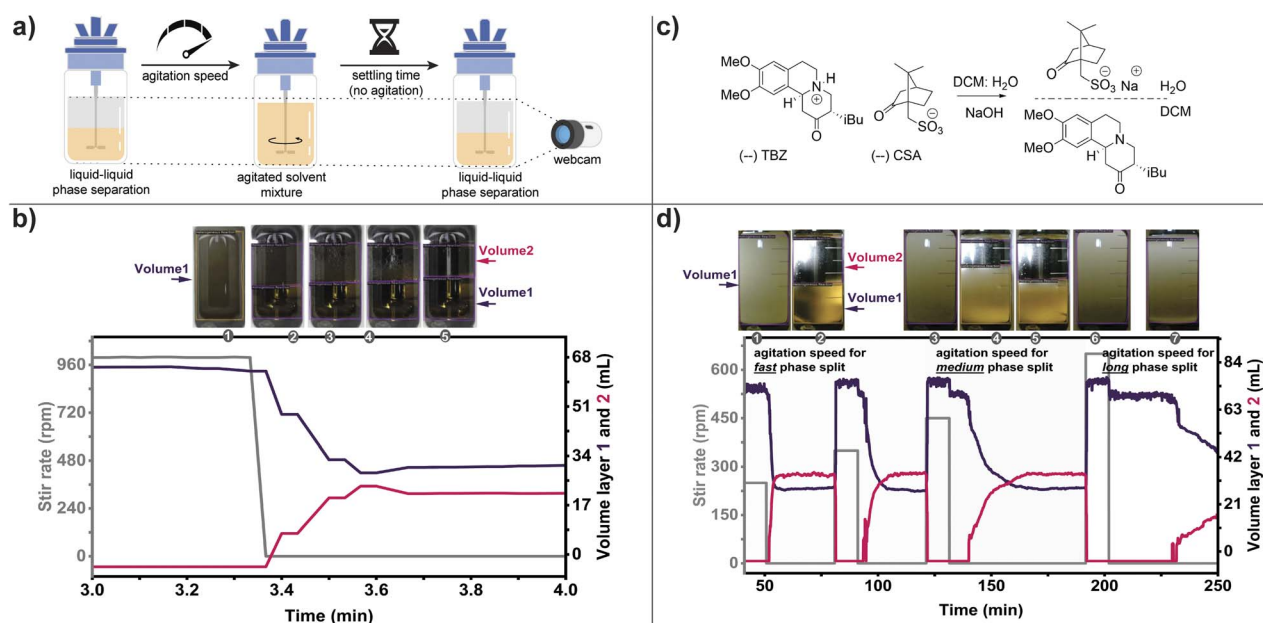 a)
agitation speed
settling time
(no agitation)
webcam
liquid-liquid
phase separation
agitated solvent
mixture
liquid-liquid
phase separation
b)
Volume1
Volume2
Volume1
1
2
3
4
5
960
720
480
240
0
Stir rate (rpm)
68
51
34
17
0
Volume layer 1 and 2 (mL)
3.0
3.2
3.4
3.6
3.8
4.0
Time (min)
c)
MeO
MeO
N
H
H
O
iBu
(--) TBZ
O
SO3
(--) CSA
DCM: H2O
NaOH
O
SO3
Na
H2O
DCM
MeO
MeO
N
H
O
iBu
d)
Volume1
Volume2
Volume1
1
2
3
4
5
6
7
agitation speed for
fast phase split
agitation speed for
medium phase split
agitation speed for
long phase split
600
450
300
150
0
Stir rate (rpm)
84
63
42
21
0
Volume layer 1 and 2 (mL)
50
100
150
200
250
Time (min)